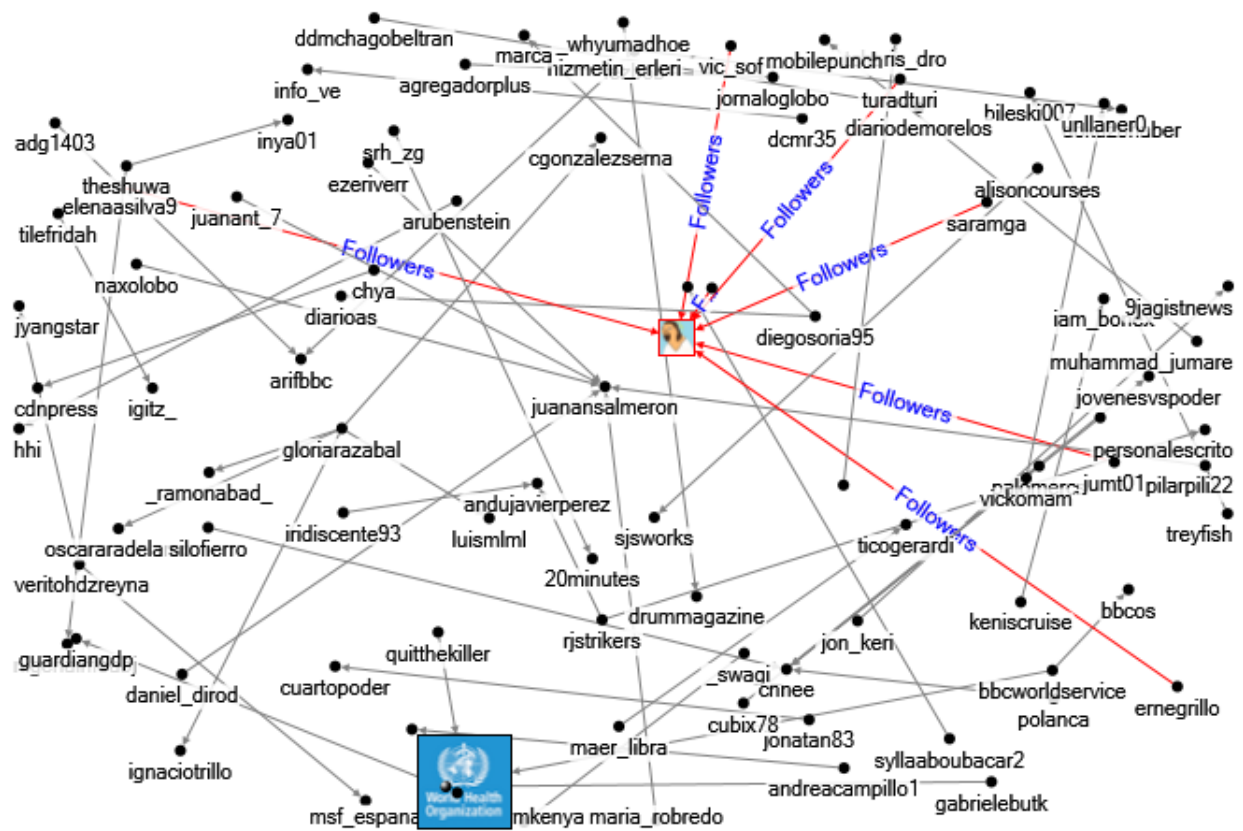 ddmchagobeltran
marca
_whyumadhoe
nizmetin_erleri
vic_sof
mobilepunch
ris_dro
info_ve
agregadorplus
jornaloglobo
turadturi
bileski007
unllaner0
adg1403
inya01
srh_zg
cgonzalezserna
dcmr35
diariodemorelos
theshuwa
elenaasilva9
ezeriverr
alisoncourses
tilefridah
juanant_7
arubenstein
saramga
Followers
Followers
Followers
Followers
naxolobo
chya
diarioas
jyangstar
diegosoria95
9jagistnews
muhammad_jumare
arifbbc
cdnpress
igitz_
juanansalmeron
Followers
jovenesvspoder
hhi
gloriarazabal
personalescrito
_ramonabad_
andujavierperez
vickomam
jumt01
pilarpili22
oscararadela
silofierro
iridiscente93
luismlml
sjsworks
Followers
ticogerardi
treyfish
veritohdzreyna
20minutes
drummagazine
keniscruise
bbcos
rjstrikers
jon_keri
guardiangdp
quitthekiller
daniel_dirod
cuartopoder
_swagi
cnnee
bbcworldservice
polanca
ernegrillo
cubix78
jonatan83
maer_libra
ignaciotrillo
syllaaboubacar2
andreacampillo1
gabrielebutk
World Health
Organization
msf_espana
mkenya
maria_robredo